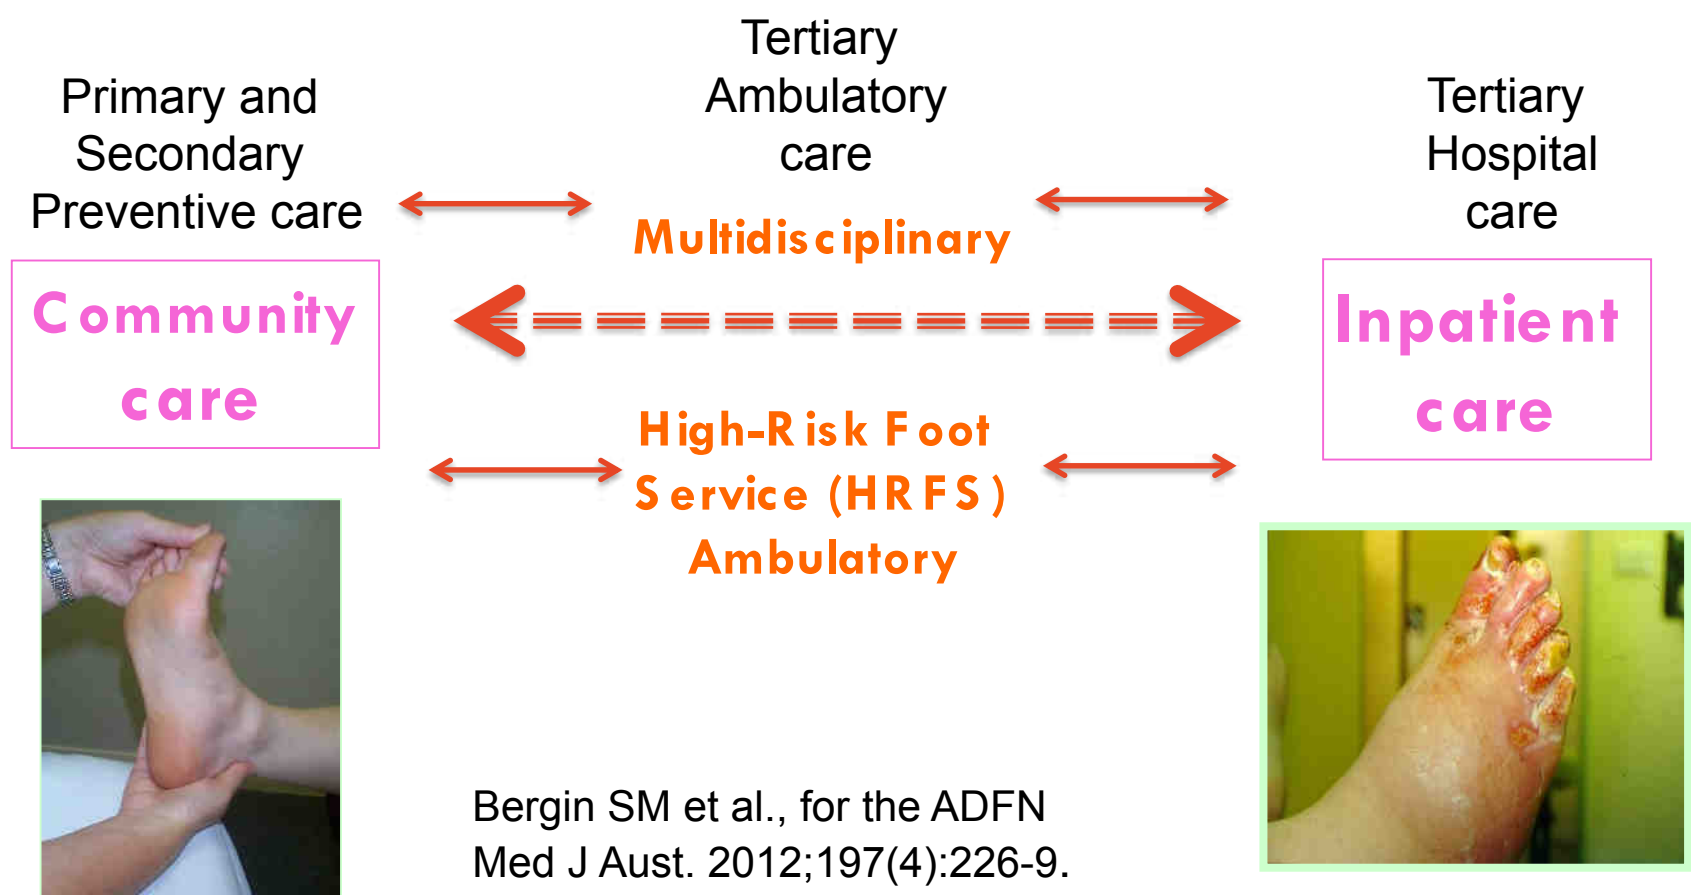 Primary and
Secondary
Preventive care
Community
care
Tertiary
Ambulatory
care
Multidisciplinary
High-Risk Foot
Service (HRFS)
Ambulatory
Tertiary
Hospital
care
Inpatient
care
Bergin SM et al., for the ADFN
Med J Aust. 2012;197(4):226-9.